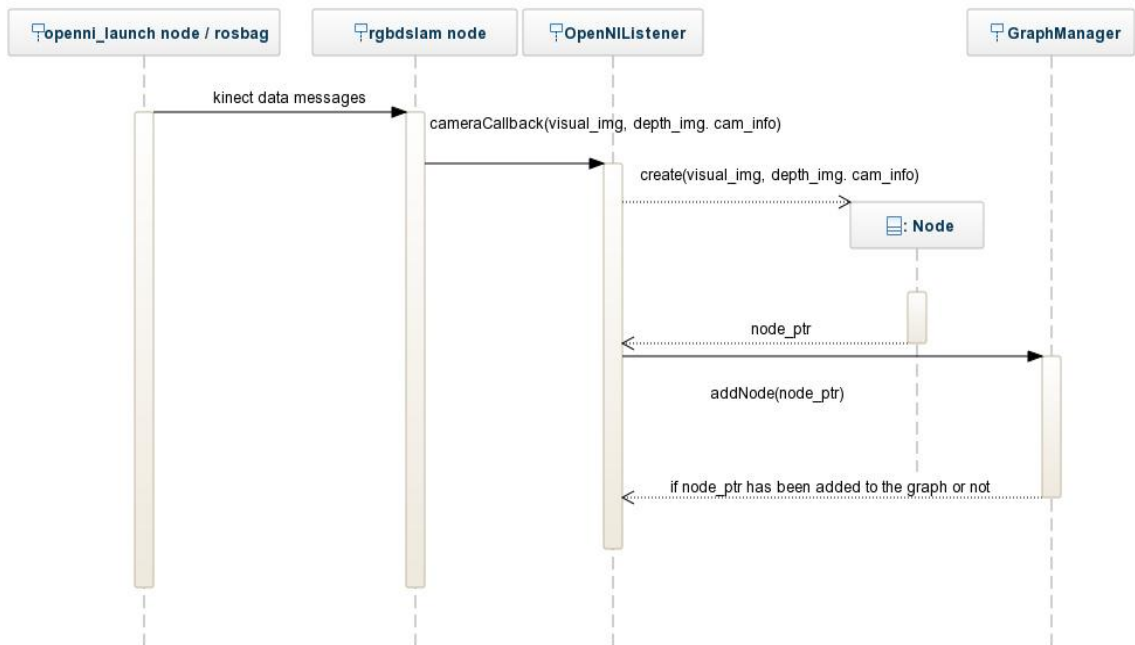 openni_launch node / rosbag
rgbdslam node
OpenNIListener
GraphManager
kinect data messages
cameraCallback(visual_img, depth_img. cam_info)
create(visual_img, depth_img. cam_info)
: Node
node_ptr
addNode(node_ptr)
if node_ptr has been added to the graph or not